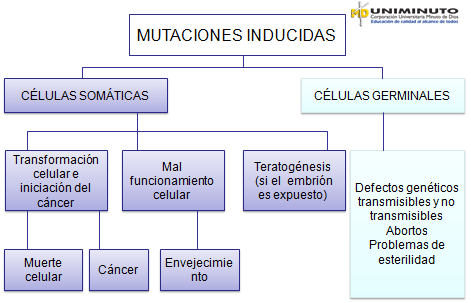 UNIMINUTO
Corporación Universitaria Minuto de Dios
Educación de calidad al alcance de todos
MUTACIONES INDUCIDAS
CÉLULAS SOMÁTICAS
CÉLULAS GERMINALES
Transformación
celular e
iniciación del
cáncer
Mal
funcionamiento
celular
Teratogénesis
(si el embrión
es expuesto)
Defectos genéticos
transmisibles y no
transmisibles
Abortos
Problemas de
esterilidad
Muerte
celular
Cáncer
Envejecimie
nto